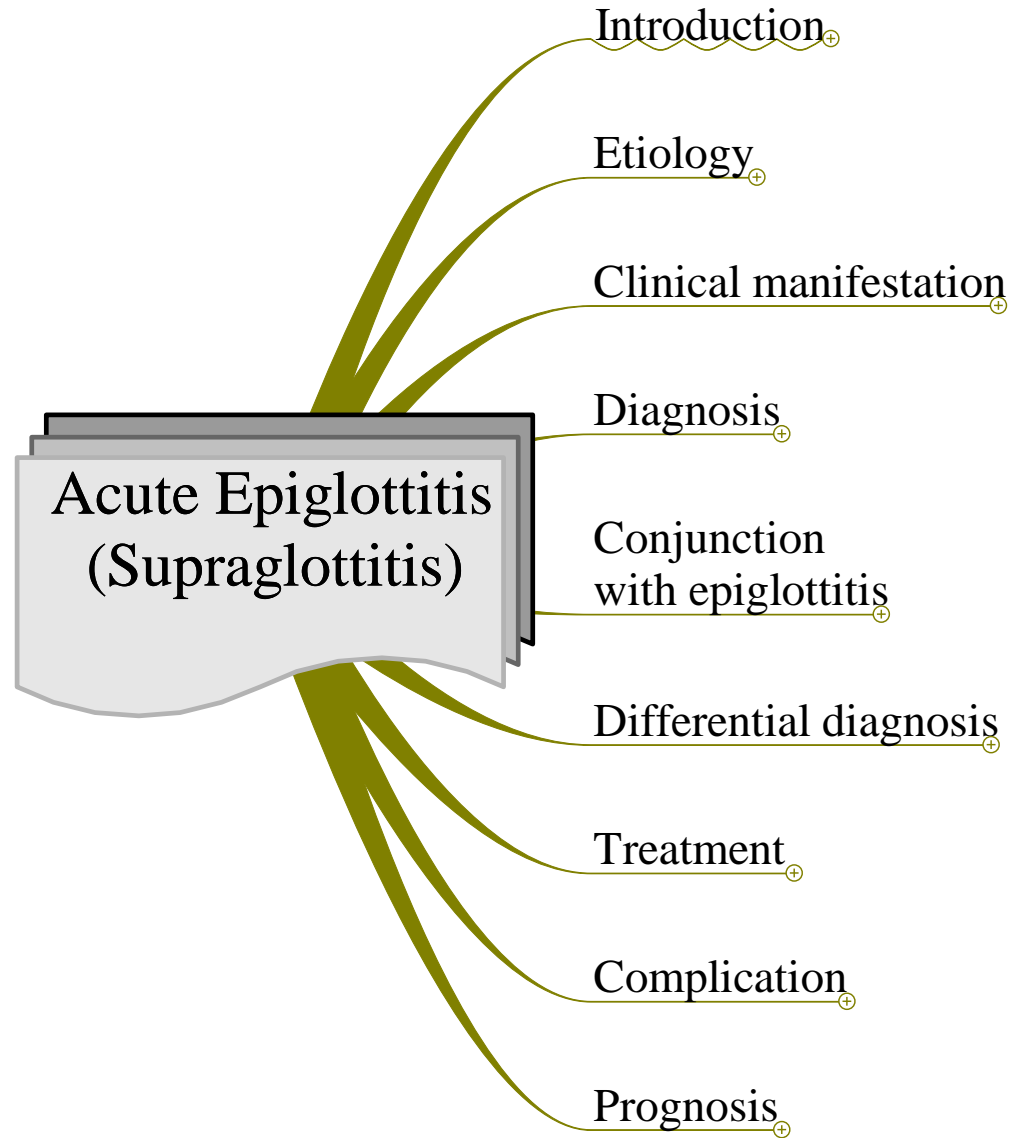 Acute Epiglottitis
(Supraglottitis)
Introduction
Etiology
Clinical manifestation
Diagnosis
Conjunction
with epiglottitis
Differential diagnosis
Treatment
Complication
Prognosis